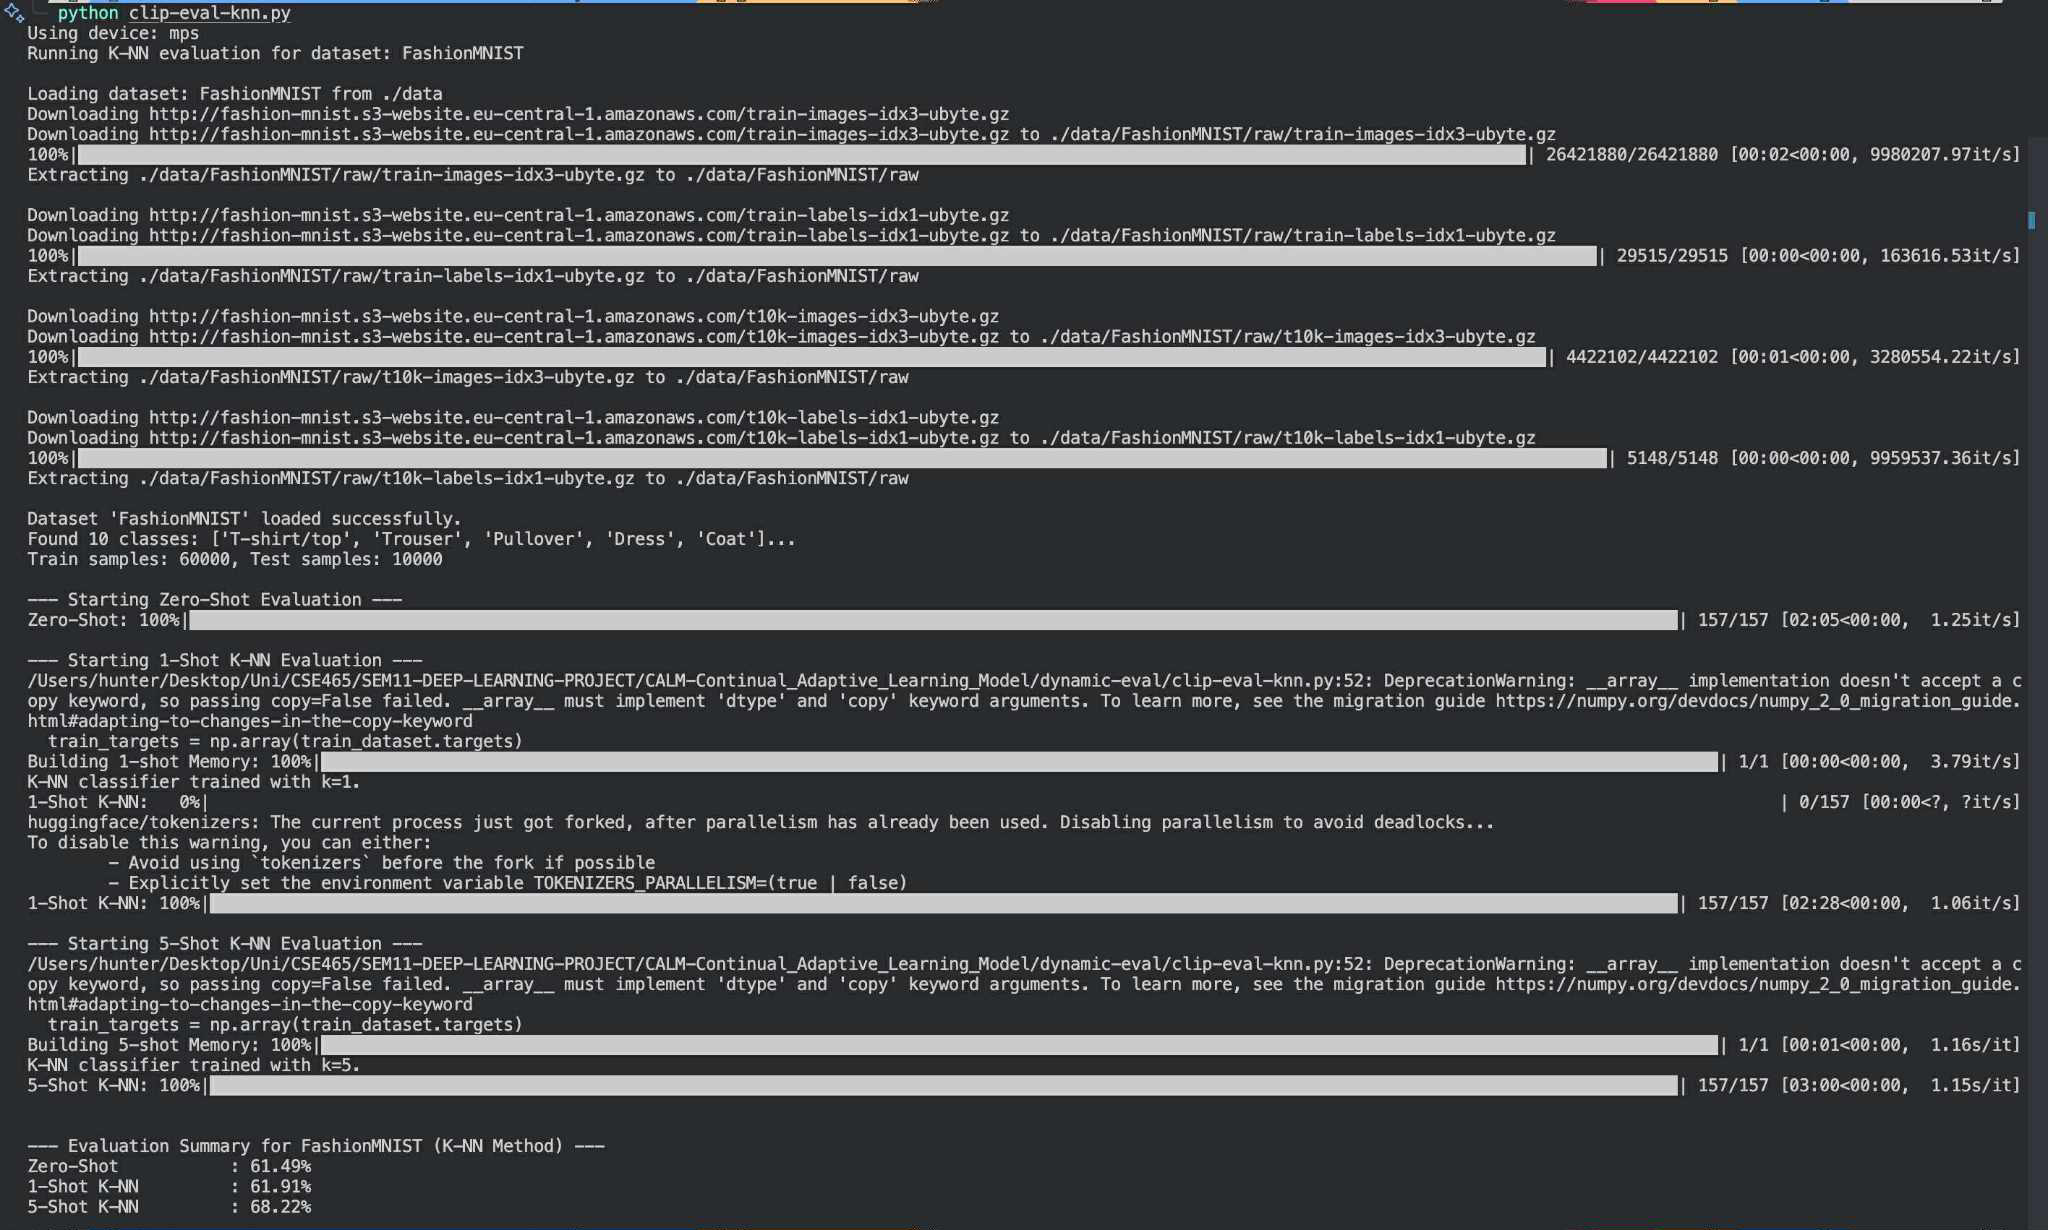 python clip-eval-knn.py
Using device: mps
Running K-NN evaluation for dataset: FashionMNIST
Loading dataset: FashionMNIST from ./data
Downloading http://fashion-mnist.s3-website.eu-central-1.amazonaws.com/train-images-idx3-ubyte.gz
Downloading http://fashion-mnist.s3-website.eu-central-1.amazonaws.com/train-images-idx3-ubyte.gz to ./data/FashionMNIST/raw/train-images-idx3-ubyte.gz
100%| | 26421880/26421880 [00:02<00:00, 9980207.97it/s]
Extracting ./data/FashionMNIST/raw/train-images-idx3-ubyte.gz to ./data/FashionMNIST/raw
Downloading http://fashion-mnist.s3-website.eu-central-1.amazonaws.com/train-labels-idx1-ubyte.gz
Downloading http://fashion-mnist.s3-website.eu-central-1.amazonaws.com/train-labels-idx1-ubyte.gz to ./data/FashionMNIST/raw/train-labels-idx1-ubyte.gz
100%| | 29515/29515 [00:00<00:00, 163616.53it/s]
Extracting ./data/FashionMNIST/raw/train-labels-idx1-ubyte.gz to ./data/FashionMNIST/raw
Downloading http://fashion-mnist.s3-website.eu-central-1.amazonaws.com/t10k-images-idx3-ubyte.gz
Downloading http://fashion-mnist.s3-website.eu-central-1.amazonaws.com/t10k-images-idx3-ubyte.gz to ./data/FashionMNIST/raw/t10k-images-idx3-ubyte.gz
100%| | 4422102/4422102 [00:01<00:00, 3280554.22it/s]
Extracting ./data/FashionMNIST/raw/t10k-images-idx3-ubyte.gz to ./data/FashionMNIST/raw
Downloading http://fashion-mnist.s3-website.eu-central-1.amazonaws.com/t10k-labels-idx1-ubyte.gz
Downloading http://fashion-mnist.s3-website.eu-central-1.amazonaws.com/t10k-labels-idx1-ubyte.gz to ./data/FashionMNIST/raw/t10k-labels-idx1-ubyte.gz
100%| | 5148/5148 [00:00<00:00, 9959537.36it/s]
Extracting ./data/FashionMNIST/raw/t10k-labels-idx1-ubyte.gz to ./data/FashionMNIST/raw
Dataset 'FashionMNIST' loaded successfully.
Found 10 classes: ['T-shirt/top', 'Trouser', 'Pullover', 'Dress', 'Coat']...
Train samples: 60000, Test samples: 10000
--- Starting Zero-Shot Evaluation ---
Zero-Shot: 100%| | 157/157 [02:05<00:00,  1.25it/s]
--- Starting 1-Shot K-NN Evaluation ---
/Users/hunter/Desktop/Uni/CSE465/SEM11-DEEP-LEARNING-PROJECT/CALM-Continual_Adaptive_Learning_Model/dynamic-eval/clip-eval-knn.py:52: DeprecationWarning: __array__ implementation doesn't accept a c
opy keyword, so passing copy=False failed. __array__ must implement 'dtype' and 'copy' keyword arguments. To learn more, see the migration guide https://numpy.org/devdocs/numpy_2_0_migration_guide.
html#adapting-to-changes-in-the-copy-keyword
train_targets = np.array(train_dataset.targets)
Building 1-shot Memory: 100%| | 1/1 [00:00<00:00,  3.79it/s]
K-NN classifier trained with k=1.
1-Shot K-NN:   0%| | 0/157 [00:00<?, ?it/s]
huggingface/tokenizers: The current process just got forked, after parallelism has already been used. Disabling parallelism to avoid deadlocks...
To disable this warning, you can either:
- Avoid using `tokenizers` before the fork if possible
- Explicitly set the environment variable TOKENIZERS_PARALLELISM=(true | false)
1-Shot K-NN: 100%| | 157/157 [02:28<00:00,  1.06it/s]
--- Starting 5-Shot K-NN Evaluation ---
/Users/hunter/Desktop/Uni/CSE465/SEM11-DEEP-LEARNING-PROJECT/CALM-Continual_Adaptive_Learning_Model/dynamic-eval/clip-eval-knn.py:52: DeprecationWarning: __array__ implementation doesn't accept a c
opy keyword, so passing copy=False failed. __array__ must implement 'dtype' and 'copy' keyword arguments. To learn more, see the migration guide https://numpy.org/devdocs/numpy_2_0_migration_guide.
html#adapting-to-changes-in-the-copy-keyword
train_targets = np.array(train_dataset.targets)
Building 5-shot Memory: 100%| | 1/1 [00:01<00:00,  1.16s/it]
K-NN classifier trained with k=5.
5-Shot K-NN: 100%| | 157/157 [03:00<00:00,  1.15s/it]
--- Evaluation Summary for FashionMNIST (K-NN Method) ---
Zero-Shot : 61.49%
1-Shot K-NN : 61.91%
5-Shot K-NN : 68.22%